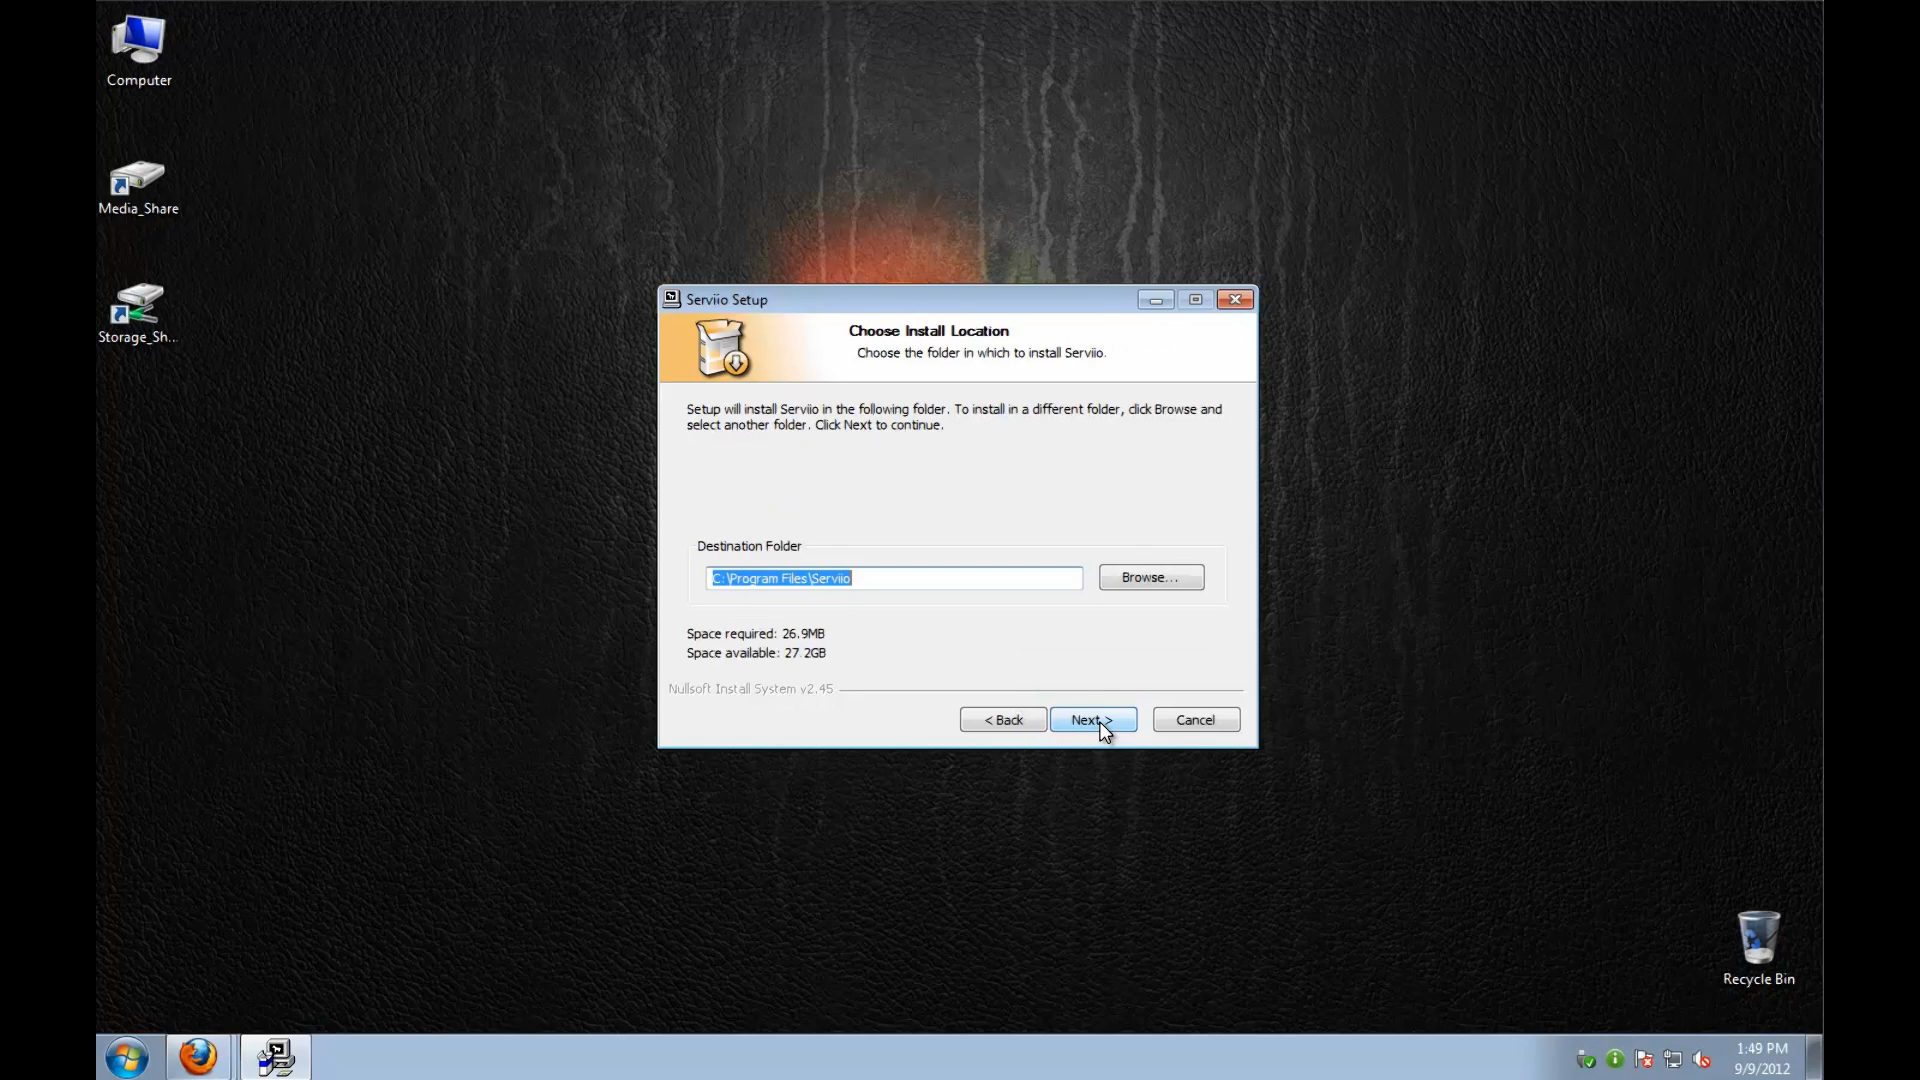 Computer
Media_Share
Storage_Sh...
Serviio Setup
Choose Install Location
Choose the folder in which to install Serviio.
Setup will install Serviio in the following folder. To install in a different folder, click Browse and
select another folder. Click Next to continue.
Destination Folder
C:\Program Files\Serviio
Browse...
Space required: 26.9MB
Space available: 27.2GB
Nullsoft Install System v2.45
< Back
Next >
Cancel
Recycle Bin
1:49 PM
9/9/2012